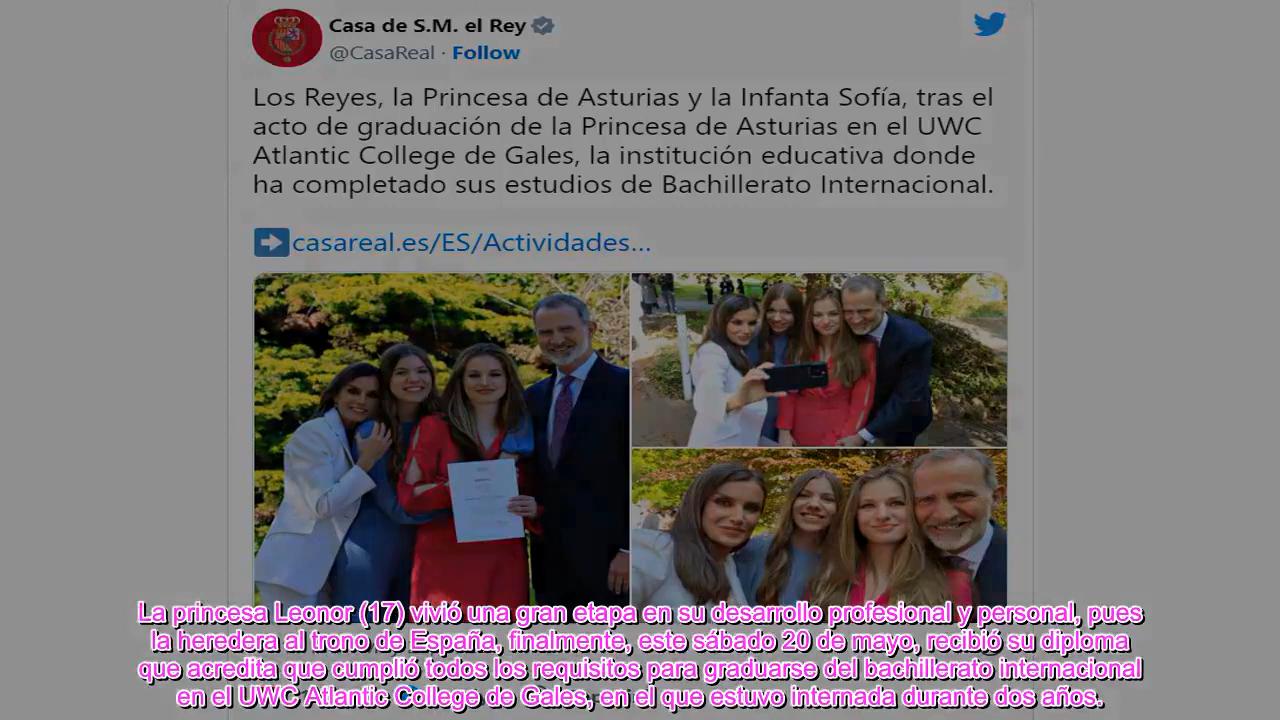 Casa de S.M. el Rey
@CasaReal · Follow
Los Reyes, la Princesa de Asturias y la Infanta Sofía, tras el
acto de graduación de la Princesa de Asturias en el UWC
Atlantic College de Gales, la institución educativa donde
ha completado sus estudios de Bachillerato Internacional.
➡casareal.es/ES/Actividades...
La princesa Leonor (17) vivió una gran etapa en su desarrollo profesional y personal, pues
la heredera al trono de España, finalmente, este sábado 20 de mayo, recibió su diploma
que acredita que cumplió todos los requisitos para graduarse del bachillerato internacional
en el UWC Atlantic College de Gales, en el que estuvo internada durante dos años.